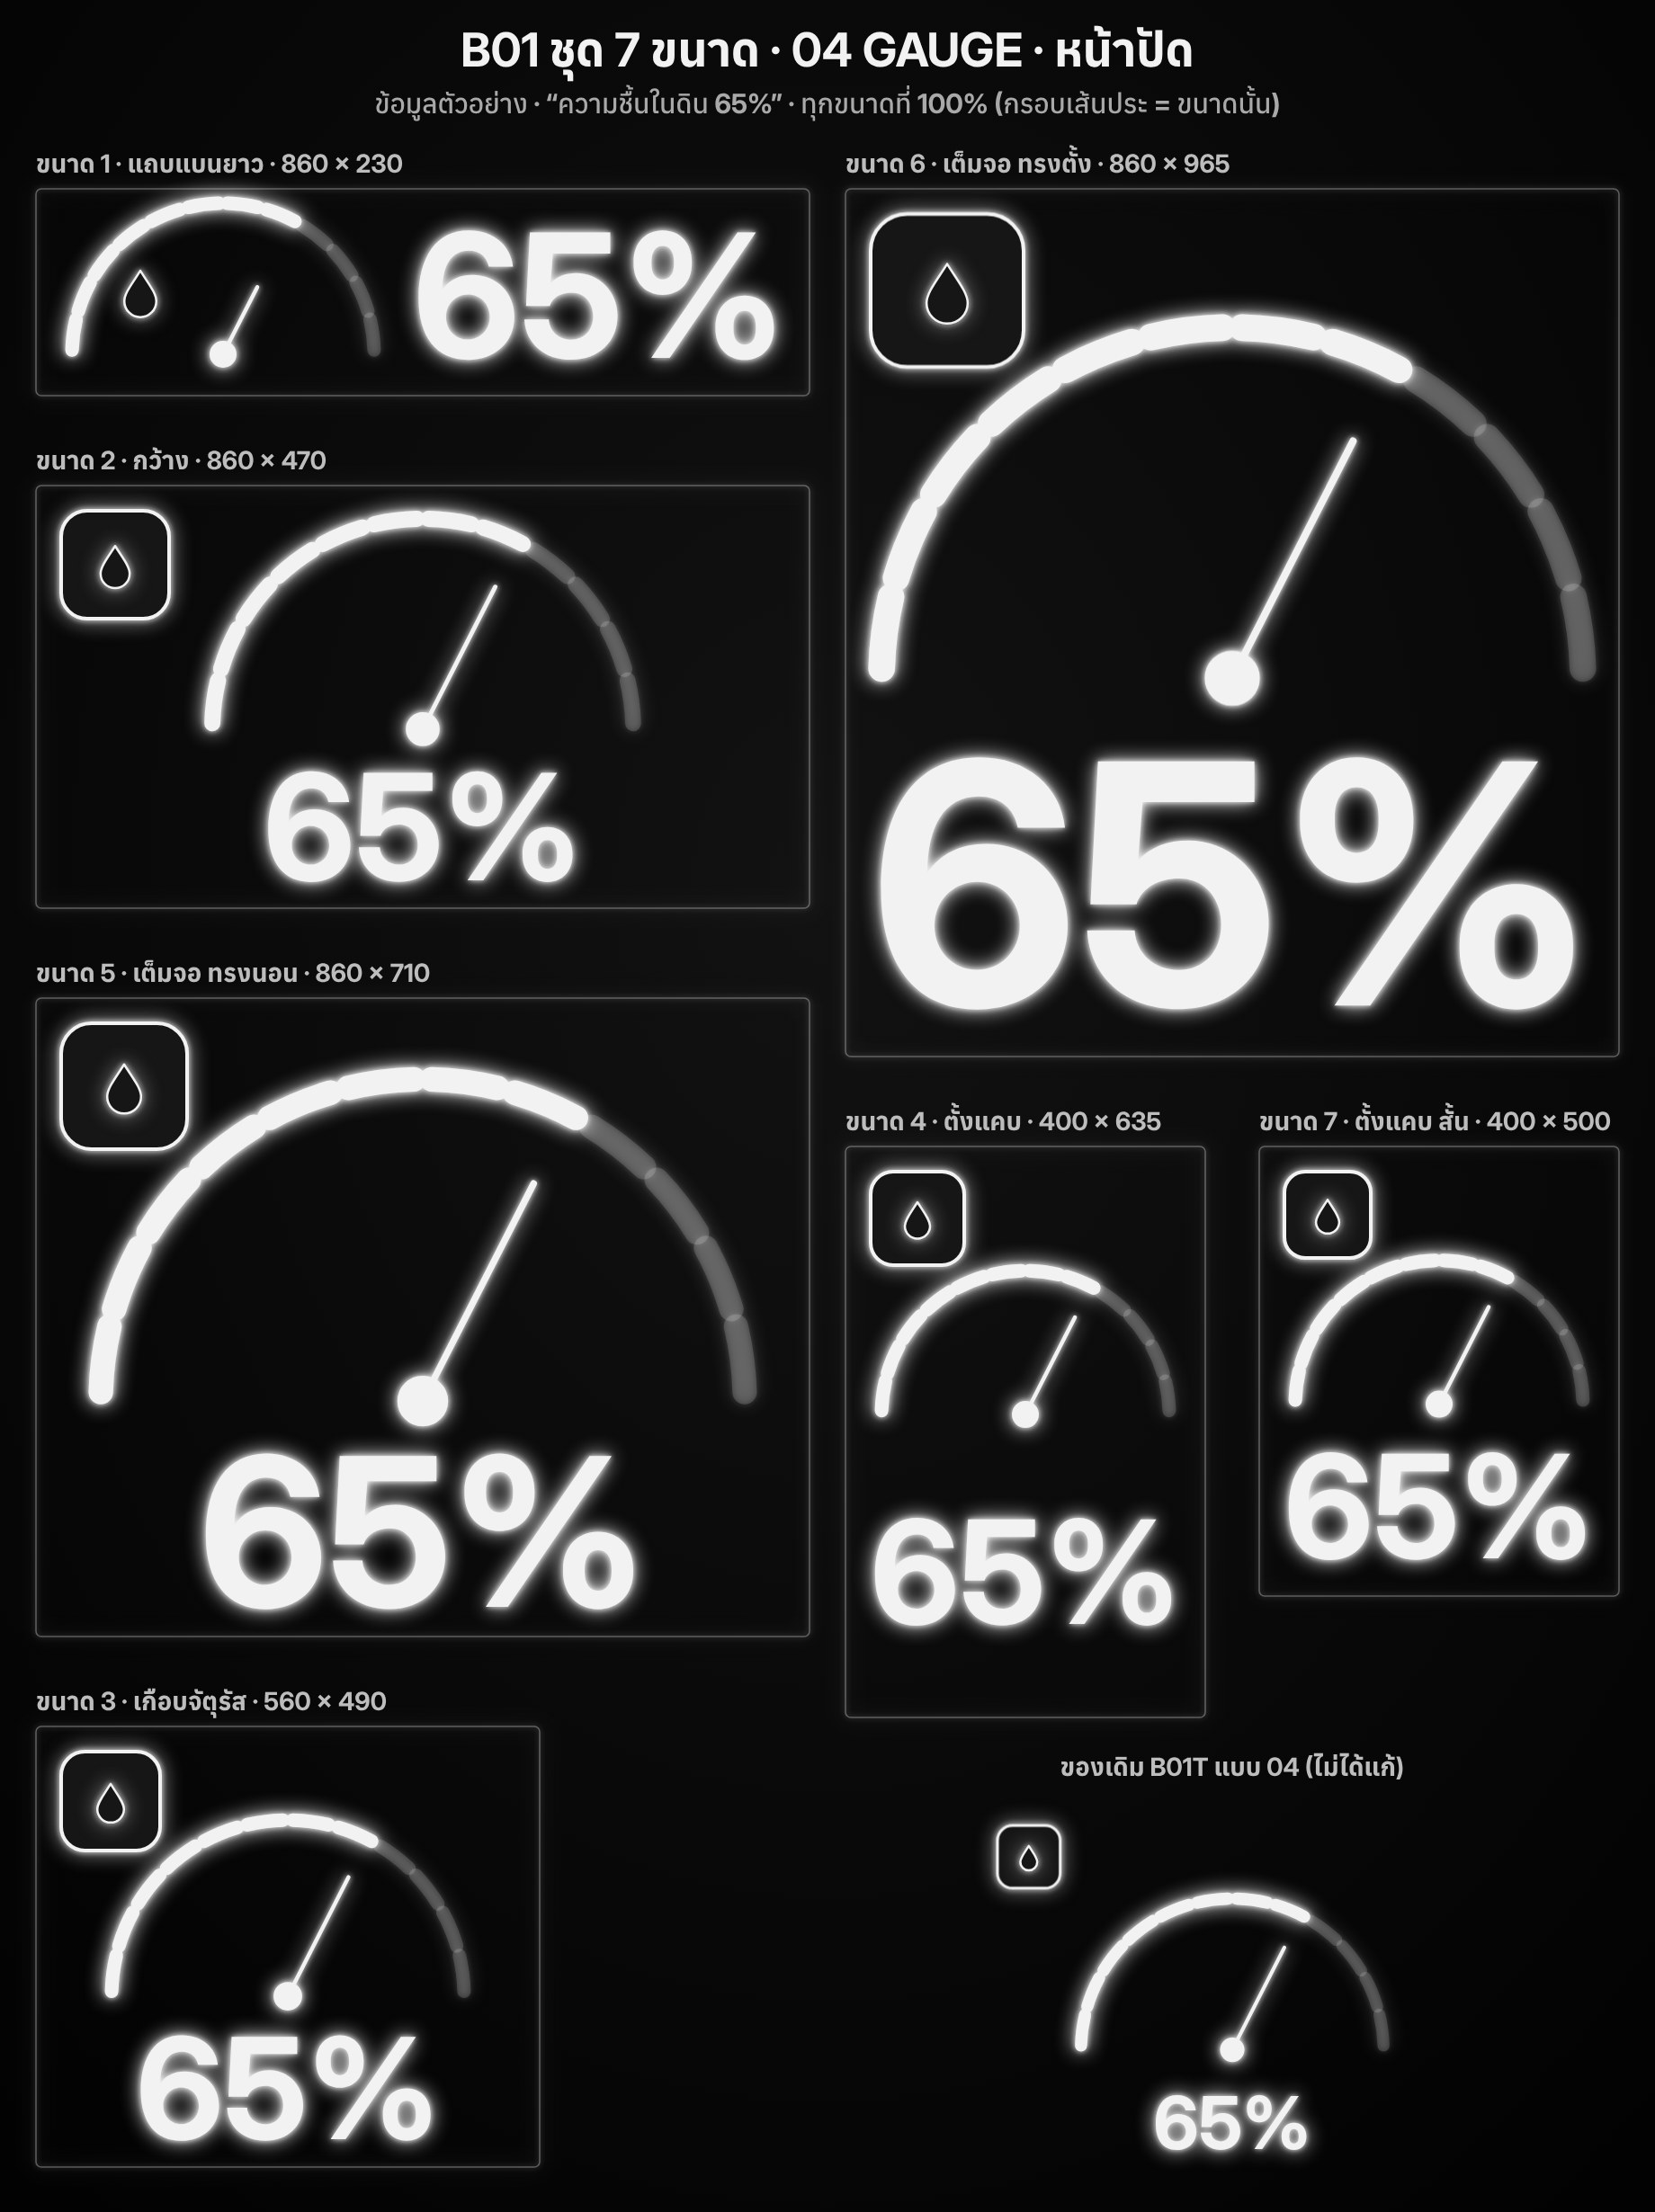 B01 ชุด 7 ขนาด · 04 GAUGE · หน้าปัด
ข้อมูลตัวอย่าง · “ความชื้นในดิน 65%” · ทุกขนาดที่ 100% (กรอบเส้นประ = ขนาดนั้น)
ขนาด 1 · แถบแบนยาว · 860 × 230
65%
ขนาด 2 · กว้าง · 860 × 470
65%
ขนาด 5 · เต็มจอ ทรงนอน · 860 × 710
65%
ขนาด 3 · เกือบจัตุรัส · 560 × 490
65%
ขนาด 6 · เต็มจอ ทรงตั้ง · 860 × 965
65%
ขนาด 4 · ตั้งแคบ · 400 × 635
65%
ขนาด 7 · ตั้งแคบ สั้น · 400 × 500
65%
ของเดิม B01T แบบ 04 (ไม่ได้แก้)
65%